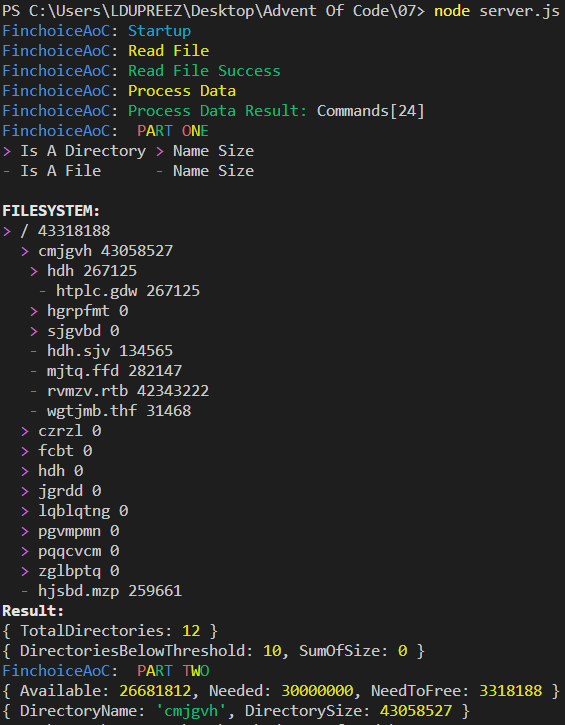 PS C:\Users\LDUPREEZ\Desktop\Advent Of Code\07> node server.js
FinchoiceAoC: Startup
FinchoiceAoC: Read File
FinchoiceAoC: Read File Success
FinchoiceAoC: Process Data
FinchoiceAoC: Process Data Result: Commands[24]
FinchoiceAoC:  PART ONE
> Is A Directory > Name Size
- Is A File      - Name Size

FILESYSTEM:
> / 43318188
  > cmjgvh 43058527
   > hdh 267125
    - htplc.gdw 267125
   > hgrpfmt 0
   > sjgvbd 0
   - hdh.sjv 134565
   - mjtq.ffd 282147
   - rvmzv.rtb 42343222
   - wgtjmb.thf 31468
  > czrzl 0
  > fcbt 0
  > hdh 0
  > jgrdd 0
  > lqblqtng 0
  > pgvmpmn 0
  > pqqcvcm 0
  > zglbptq 0
  - hjsbd.mzp 259661
Result:
{ TotalDirectories: 12 }
{ DirectoriesBelowThreshold: 10, SumOfSize: 0 }
FinchoiceAoC:  PART TWO
{ Available: 26681812, Needed: 30000000, NeedToFree: 3318188 }
{ DirectoryName: 'cmjgvh', DirectorySize: 43058527 }